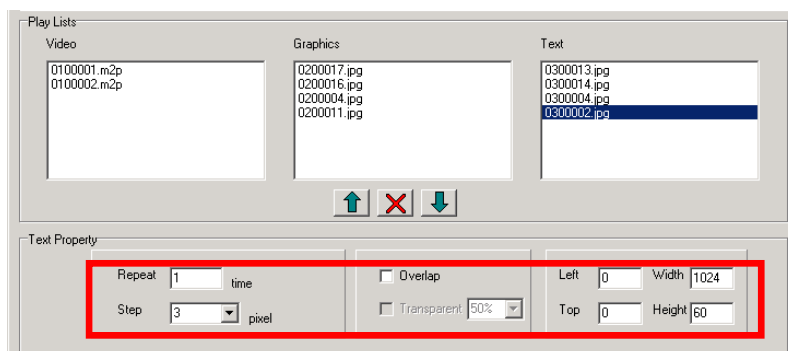 Play Lists
Video Graphics Text
0100001.m2p
0100002.m2p
0200017.jpg
0200016.jpg
0200004.jpg
0200011.jpg
0300013.jpg
0300014.jpg
0300004.jpg
0300002.jpg
Text Property
Repeat 1 time
Step 3 pixel
Overlap
Transparent 50%
Left 0 Width 1024
Top 0 Height 60